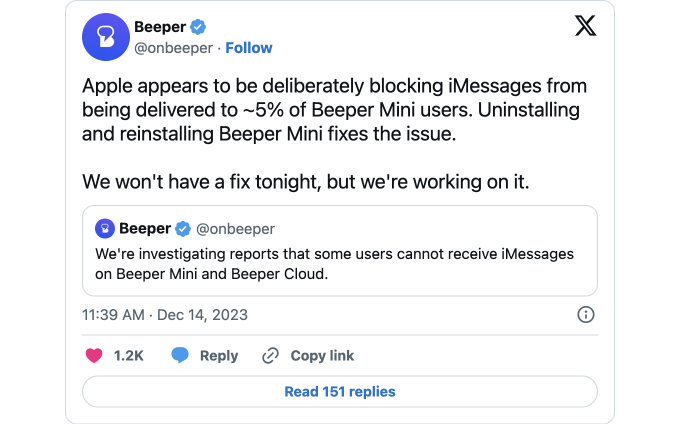 Beeper
@onbeeper · Follow
Apple appears to be deliberately blocking iMessages from
being delivered to ~5% of Beeper Mini users. Uninstalling
and reinstalling Beeper Mini fixes the issue.
We won't have a fix tonight, but we're working on it.
Beeper @onbeeper
We're investigating reports that some users cannot receive iMessages
on Beeper Mini and Beeper Cloud.
11:39 AM · Dec 14, 2023
1.2K Reply Copy link
Read 151 replies